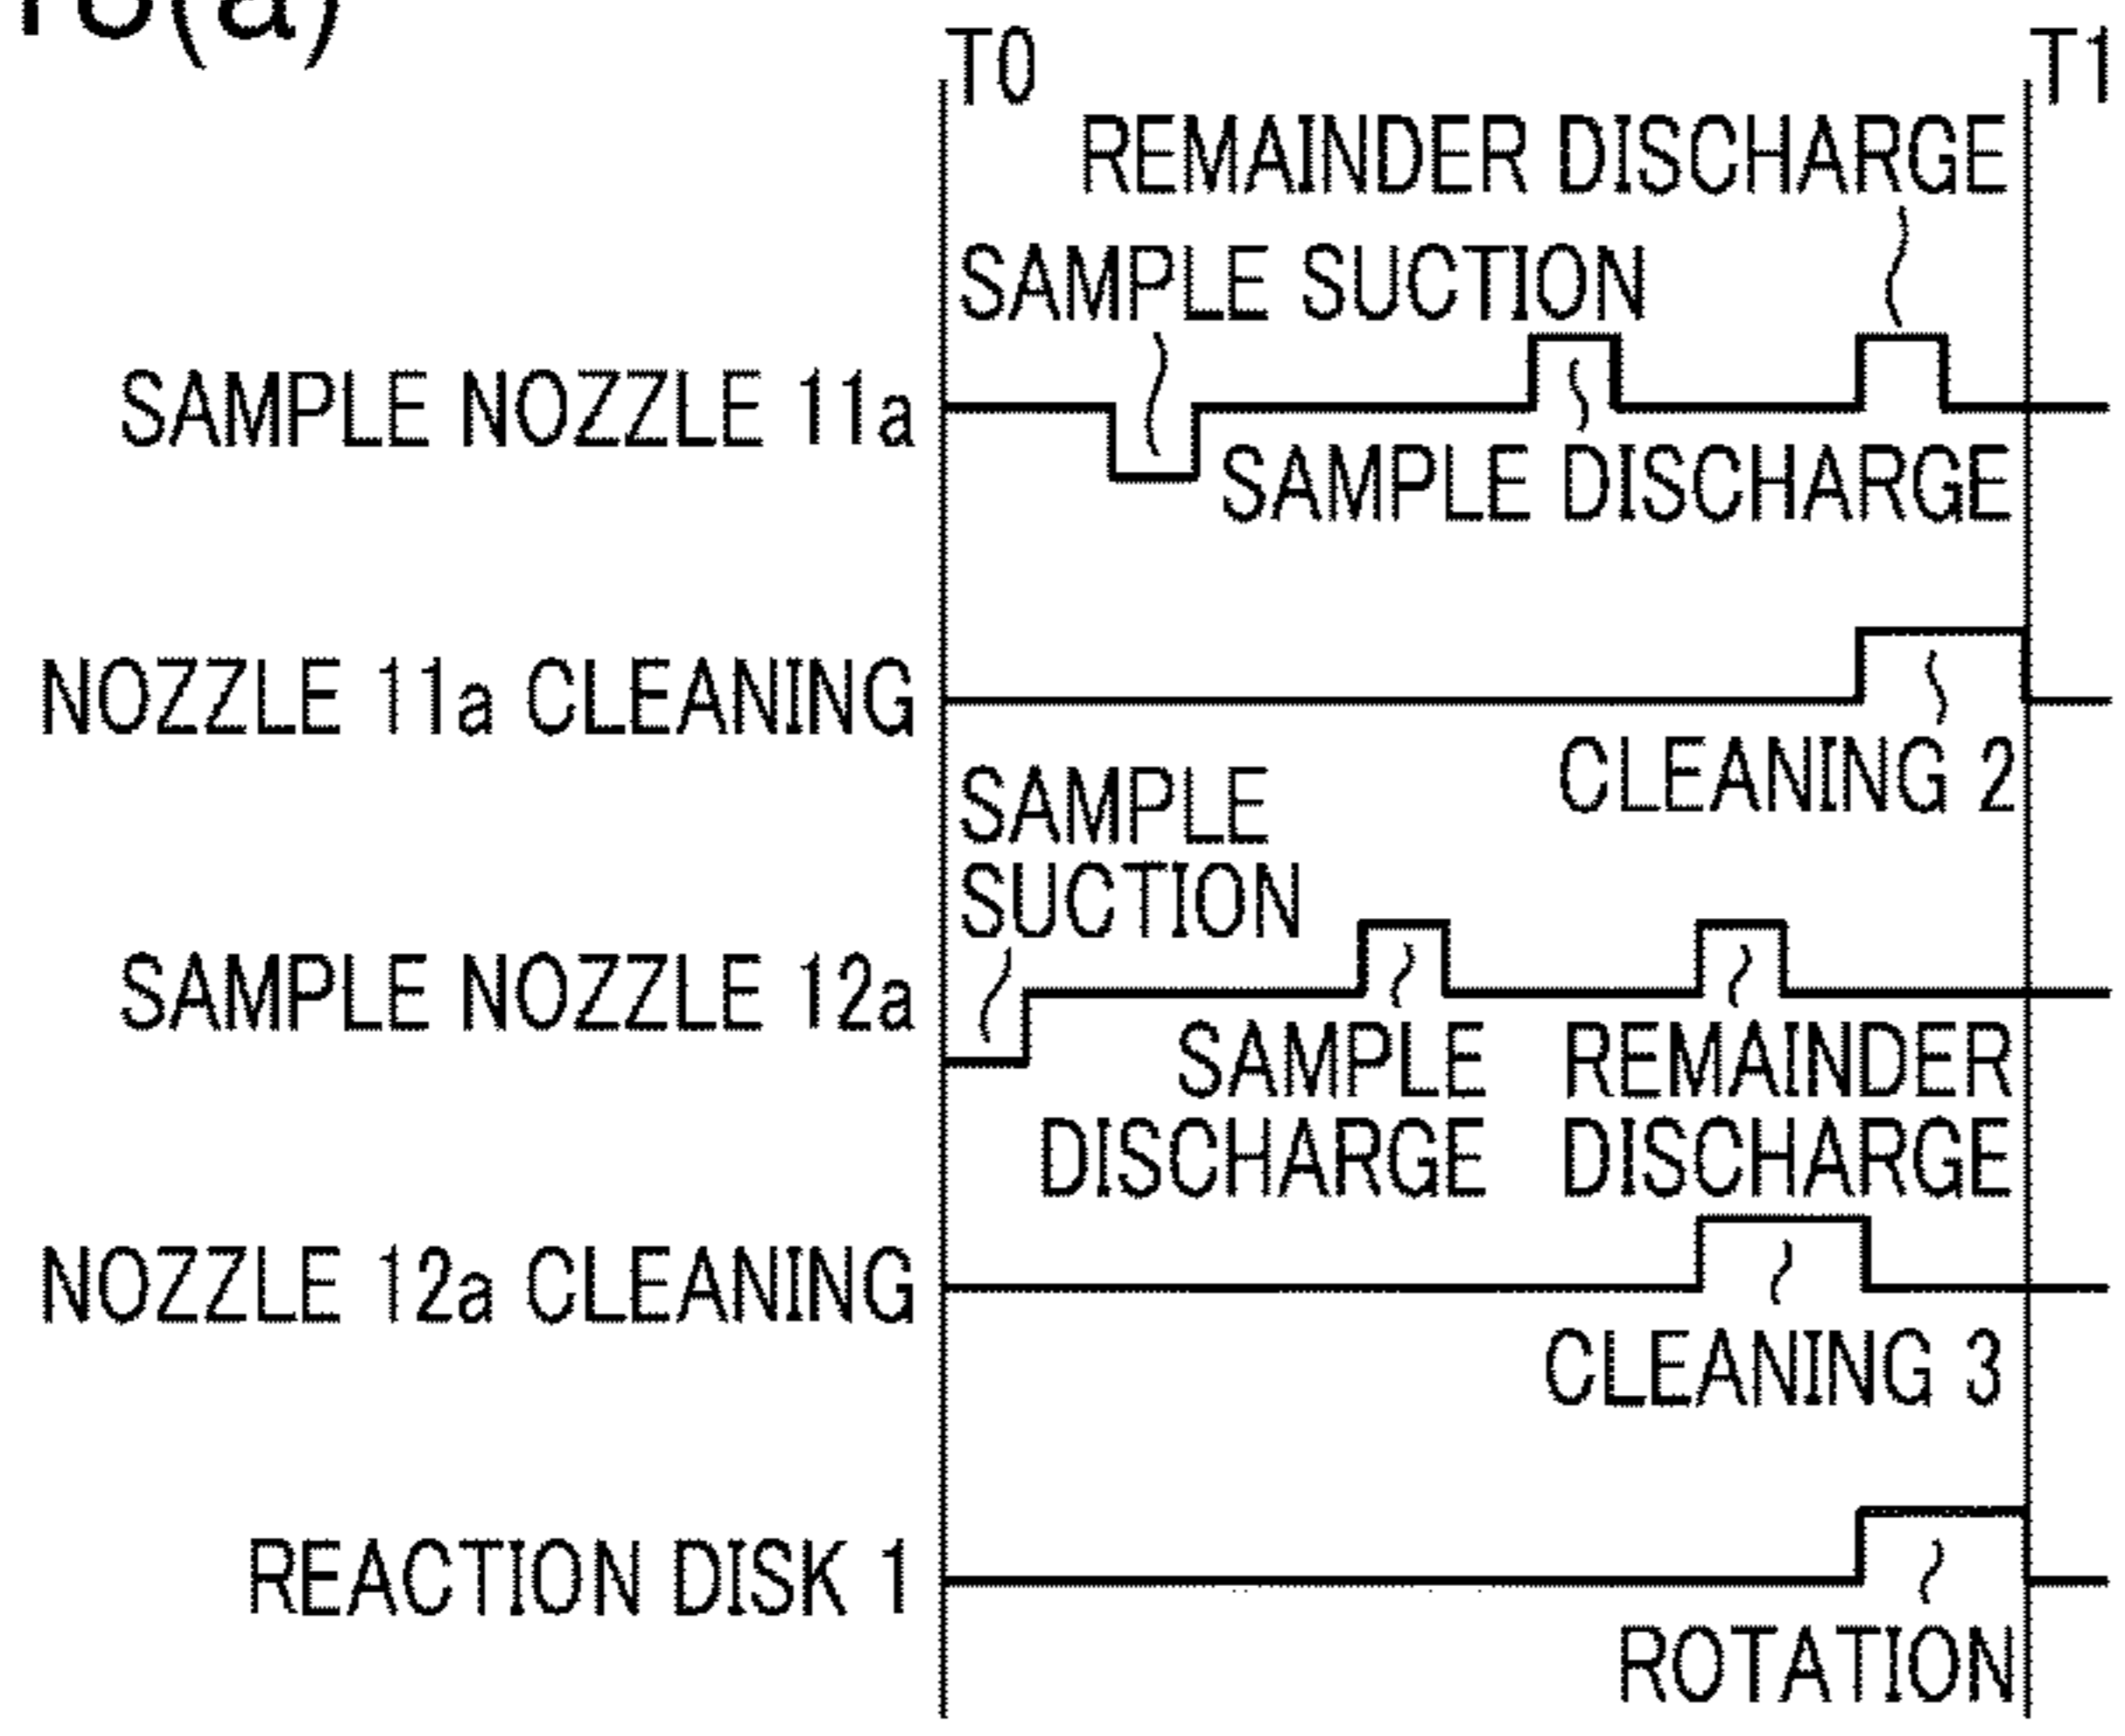 (a)
T0
T1
REMAINDER DISCHARGE
SAMPLE SUCTION
SAMPLE NOZZLE 11a
SAMPLE DISCHARGE
NOZZLE 11a CLEANING
CLEANING 2
SAMPLE
SUCTION
SAMPLE NOZZLE 12a
SAMPLE REMAINDER
DISCHARGE DISCHARGE
NOZZLE 12a CLEANING
CLEANING 3
REACTION DISK 1
ROTATION